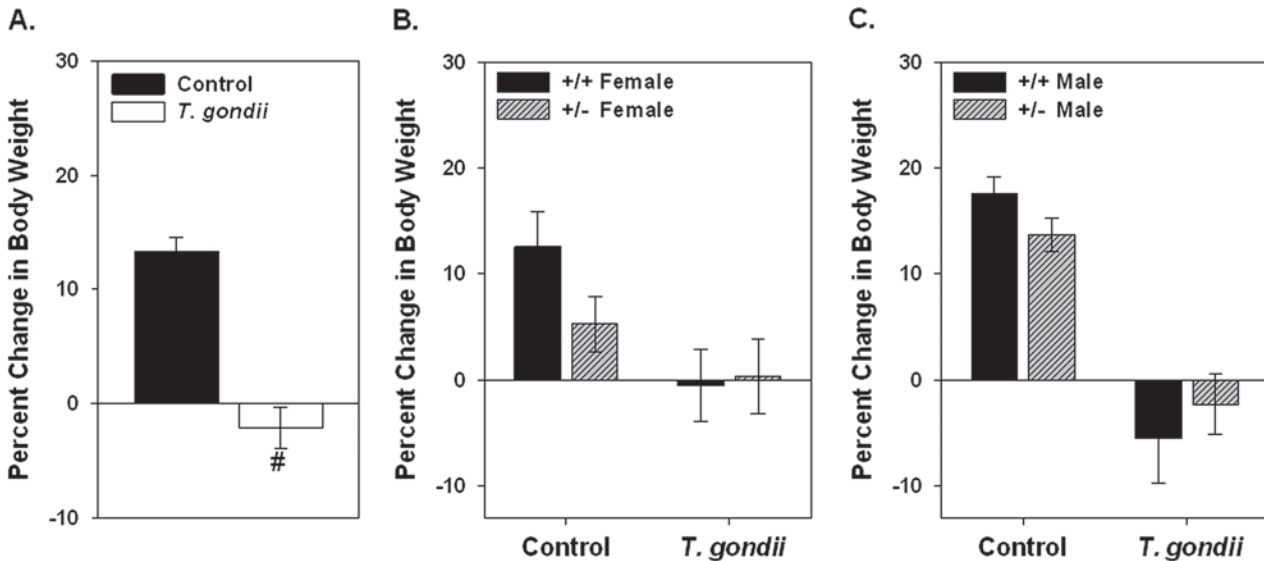 A.
Percent Change in Body Weight
30
20
10
0
-10
Control
T. gondii
#
B.
Percent Change in Body Weight
30
20
10
0
-10
+/+ Female
+/- Female
Control
T. gondii
C.
Percent Change in Body Weight
30
20
10
0
-10
+/+ Male
+/- Male
Control
T. gondii